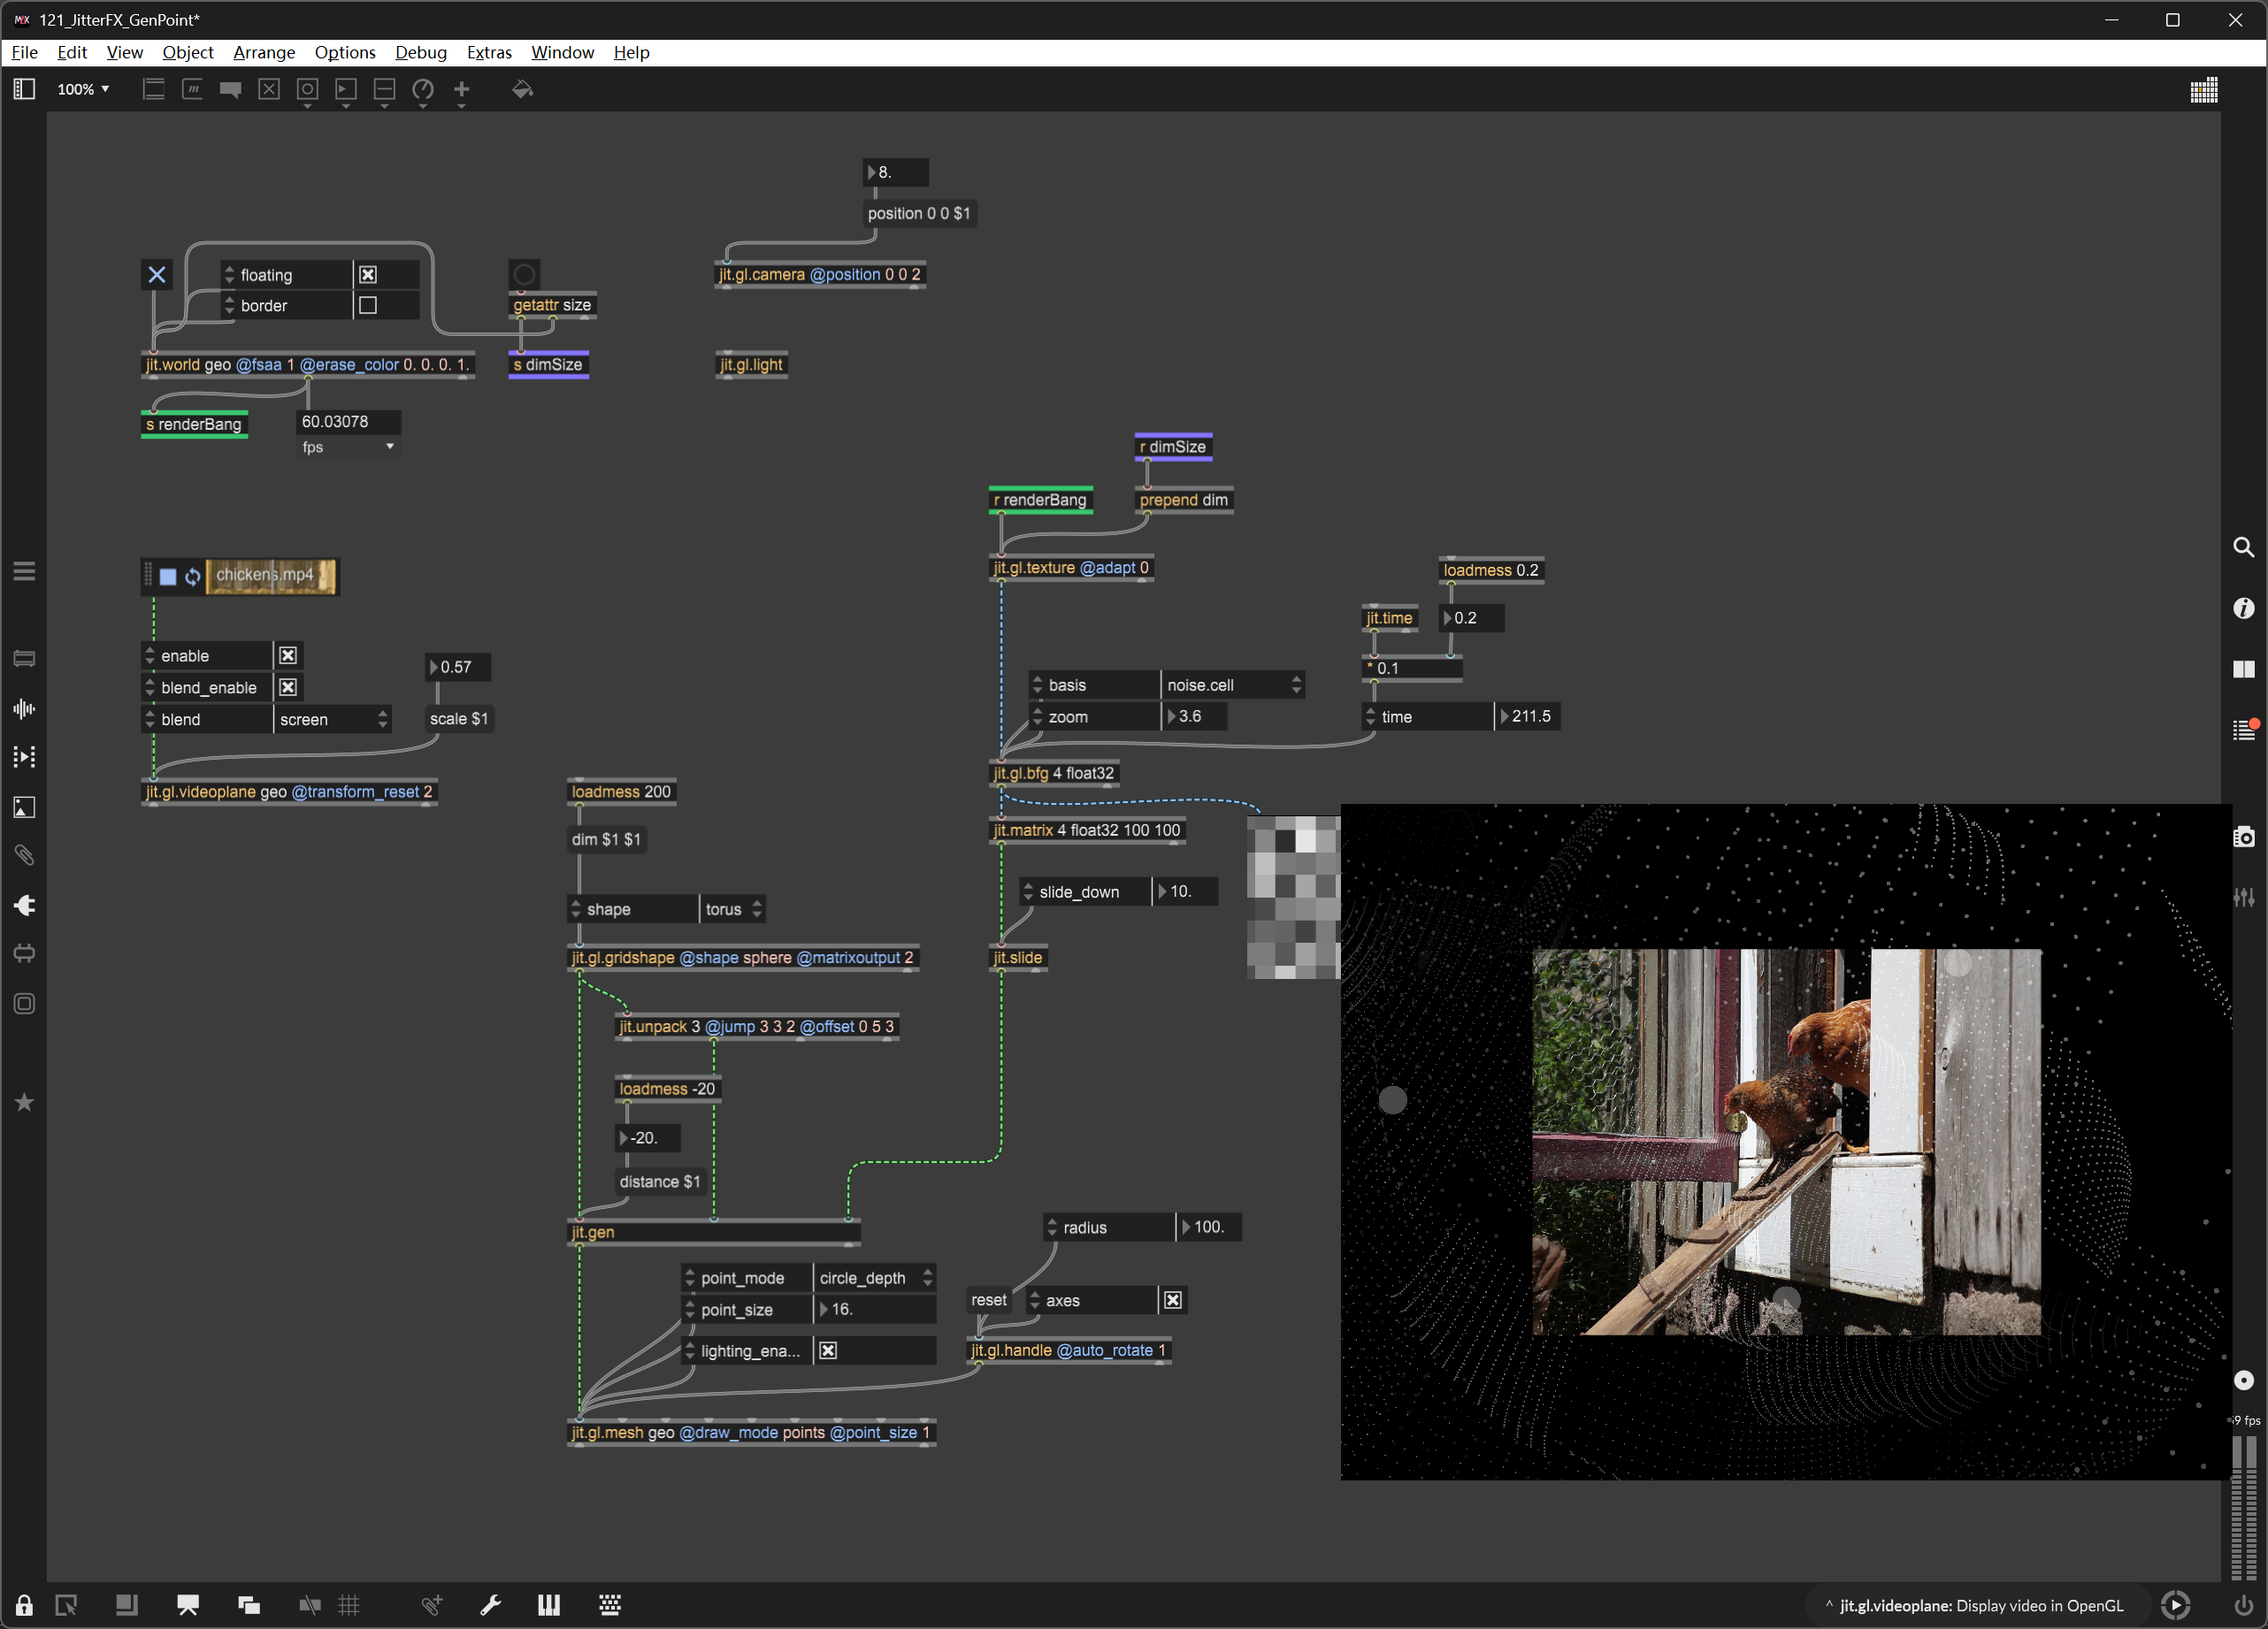 121_JitterFX_GenPoint*
File Edit View Object Arrange Options Debug Extras Window Help
100%
8.
position 0 0 $1
floating
jit.gl.camera @position 0 0 2
border
getattr size
jit.world geo @fsaa 1 @erase_color 0. 0. 0. 1.
s dimSize
jit.gl.light
s renderBang
60.03078
fps
r dimSize
r renderBang
prepend dim
jit.gl.texture @adapt 0
loadmess 0.2
chickens.mp4
jit.time
0.2
enable
0.57
* 0.1
blend_enable
basis noise.cell
blend screen
scale $1
zoom 3.6
time 211.5
jit.gl.videoplane geo @transform_reset 2
loadmess 200
jit.gl.bfg 4 float32
dim $1 $1
jit.matrix 4 float32 100 100
slide_down 10.
shape torus
jit.gl.gridshape @shape sphere @matrixoutput 2
jit.slide
jit.unpack 3 @jump 3 3 2 @offset 0 5 3
loadmess -20
-20.
distance $1
jit.gen
radius 100.
point_mode circle_depth
point_size 16.
reset
axes
lighting_ena...
jit.gl.handle @auto_rotate 1
jit.gl.mesh geo @draw_mode points @point_size 1
9 fps
^ jit.gl.videoplane: Display video in OpenGL